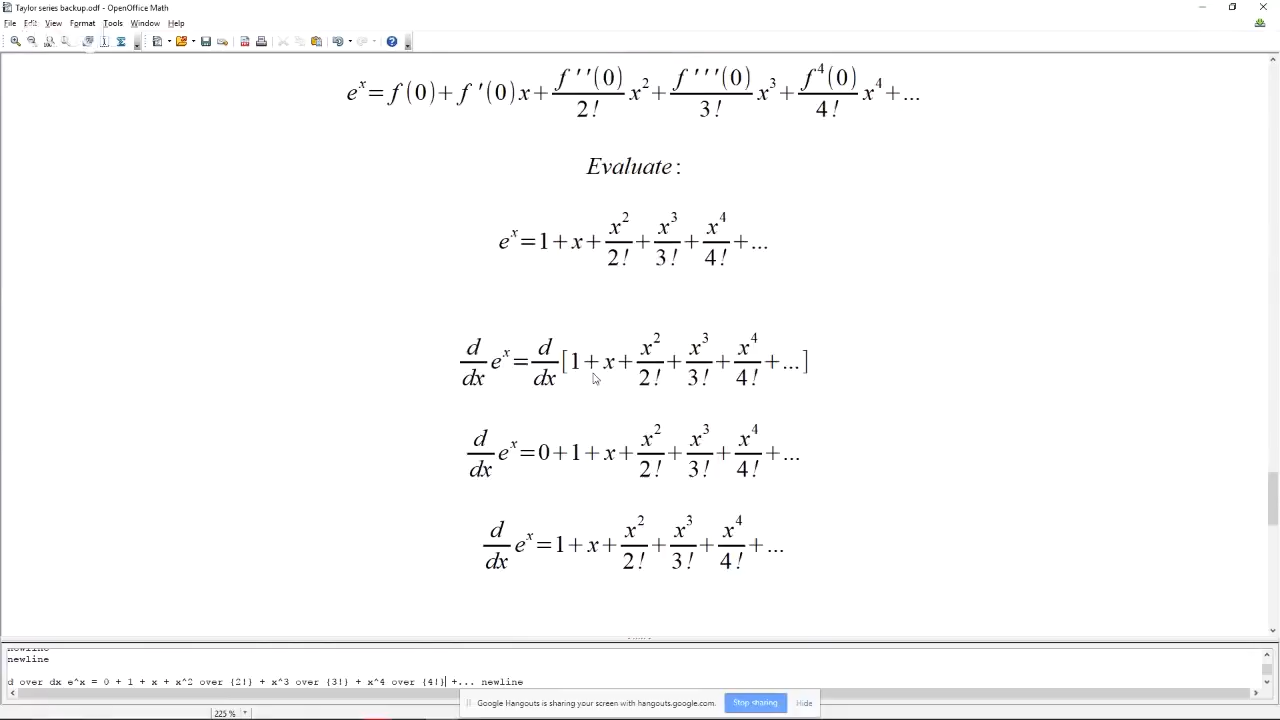 Taylor series backup.odf - OpenOffice Math
File Edit View Format Tools Window Help
e^x = f(0) + f'(0)x + f''(0)/2! x^2 + f'''(0)/3! x^3 + f^4(0)/4! x^4 + ...
Evaluate:
e^x = 1 + x + x^2/2! + x^3/3! + x^4/4! + ...
d/dx e^x = d/dx [1 + x + x^2/2! + x^3/3! + x^4/4! + ...]
d/dx e^x = 0 + 1 + x + x^2/2! + x^3/3! + x^4/4! + ...
d/dx e^x = 1 + x + x^2/2! + x^3/3! + x^4/4! + ...
newline
newline
d over dx e^x = 0 + 1 + x + x^2 over {2!} + x^3 over {3!} + x^4 over {4!} +... newline
Google Hangouts is sharing your screen with hangouts.google.com. Stop sharing Hide
225 %